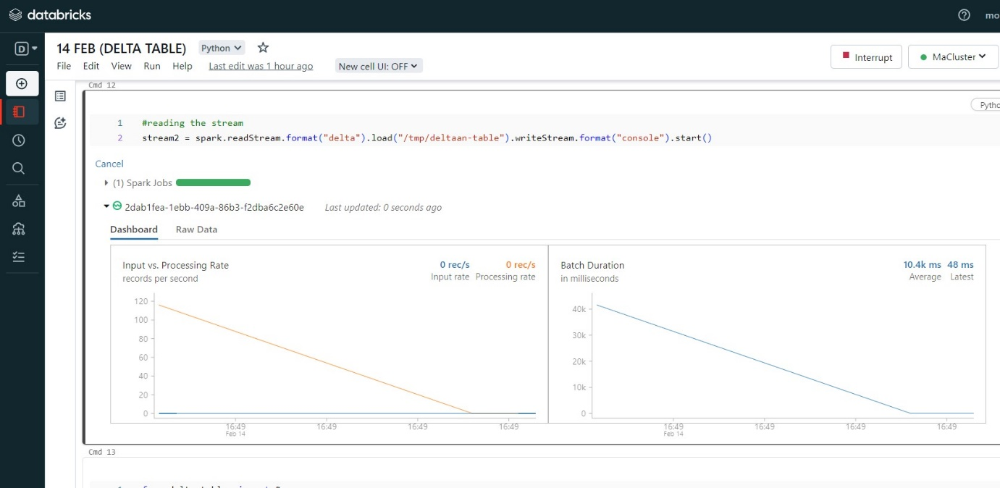 databricks
mo
D
14 FEB (DELTA TABLE) Python
File Edit View Run Help Last edit was 1 hour ago New cell UI: OFF
Interrupt MaCluster
Cmd 12
Pytho
1 #reading the stream
2 stream2 = spark.readStream.format("delta").load("/tmp/deltaan-table").writeStream.format("console").start()
Cancel
(1) Spark Jobs
2dab1fea-1ebb-409a-86b3-f2dba6c2e60e Last updated: 0 seconds ago
Dashboard Raw Data
Input vs. Processing Rate
records per second
0 rec/s 0 rec/s
Input rate Processing rate
120
100
80
60
40
20
0
16:49 16:49 16:49 16:49
Feb 14
Batch Duration
in milliseconds
10.4k ms 48 ms
Average Latest
40k
30k
20k
10k
0
16:49 16:49 16:49 16:49
Feb 14
Cmd 13